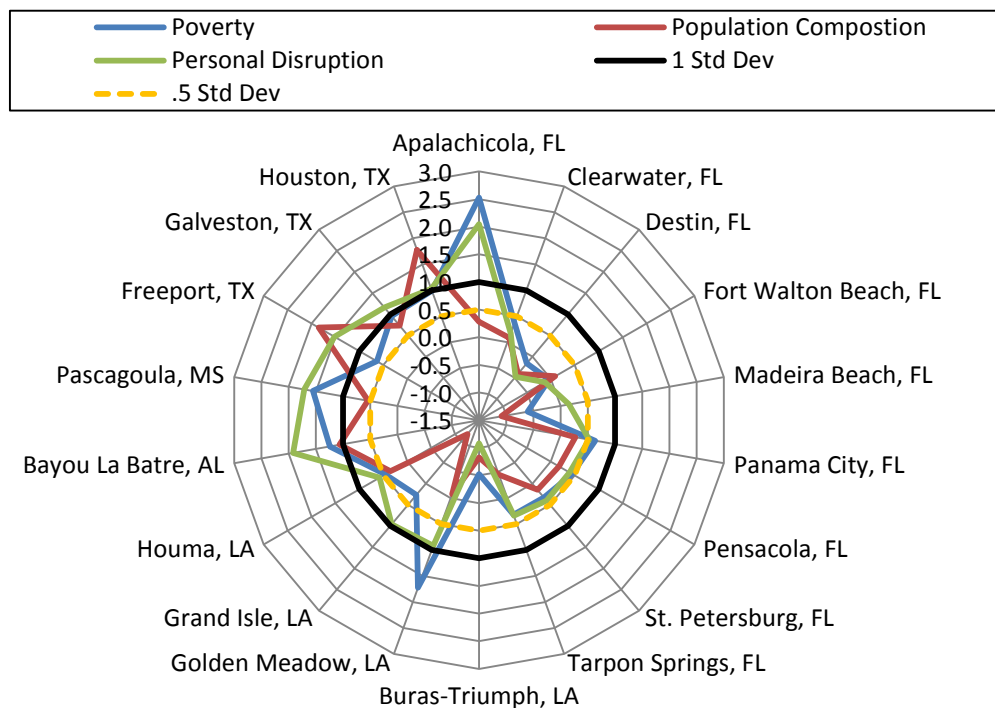 Poverty
Population Compostion
Personal Disruption
1 Std Dev
.5 Std Dev
Apalachicola, FL
Houston, TX
Clearwater, FL
Galveston, TX
Destin, FL
Freeport, TX
Fort Walton Beach, FL
Pascagoula, MS
Madeira Beach, FL
Bayou La Batre, AL
Panama City, FL
Houma, LA
Pensacola, FL
Grand Isle, LA
St. Petersburg, FL
Golden Meadow, LA
Tarpon Springs, FL
Buras-Triumph, LA
3.0
2.5
2.0
1.5
1.0
0.5
0.0
-0.5
-1.0
-1.5